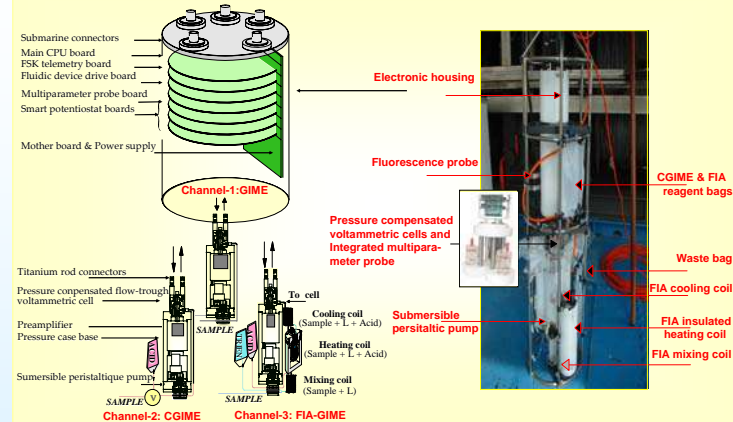 Submarine connectors
Main CPU board
FSK telemetry board
Fluidic device drive board
Multiparameter probe board
Smart potentiostat boards
Mother board & Power supply
Channel-1:GIME
Titanium rod connectors
Pressure conpensated flow-trough
voltammetric cell
Preamplifier
Pressure case base
Sumersible peristaltique pump
ACID
SAMPLE
V
Channel-2: CGIME
SAMPLE
ACID
SAMPLE
To cell
Cooling coil
(Sample + L + Acid)
Heating coil
(Sample + L + Acid)
Mixing coil
(Sample + L)
Channel-3: FIA-GIME
Electronic housing
Fluorescence probe
Pressure compensated
voltammetric cells and
Integrated multipara-
meter probe
Submersible
persitaltic pump
CGIME & FIA
reagent bags
Waste bag
FIA cooling coil
FIA insulated
heating coil
FIA mixing coil